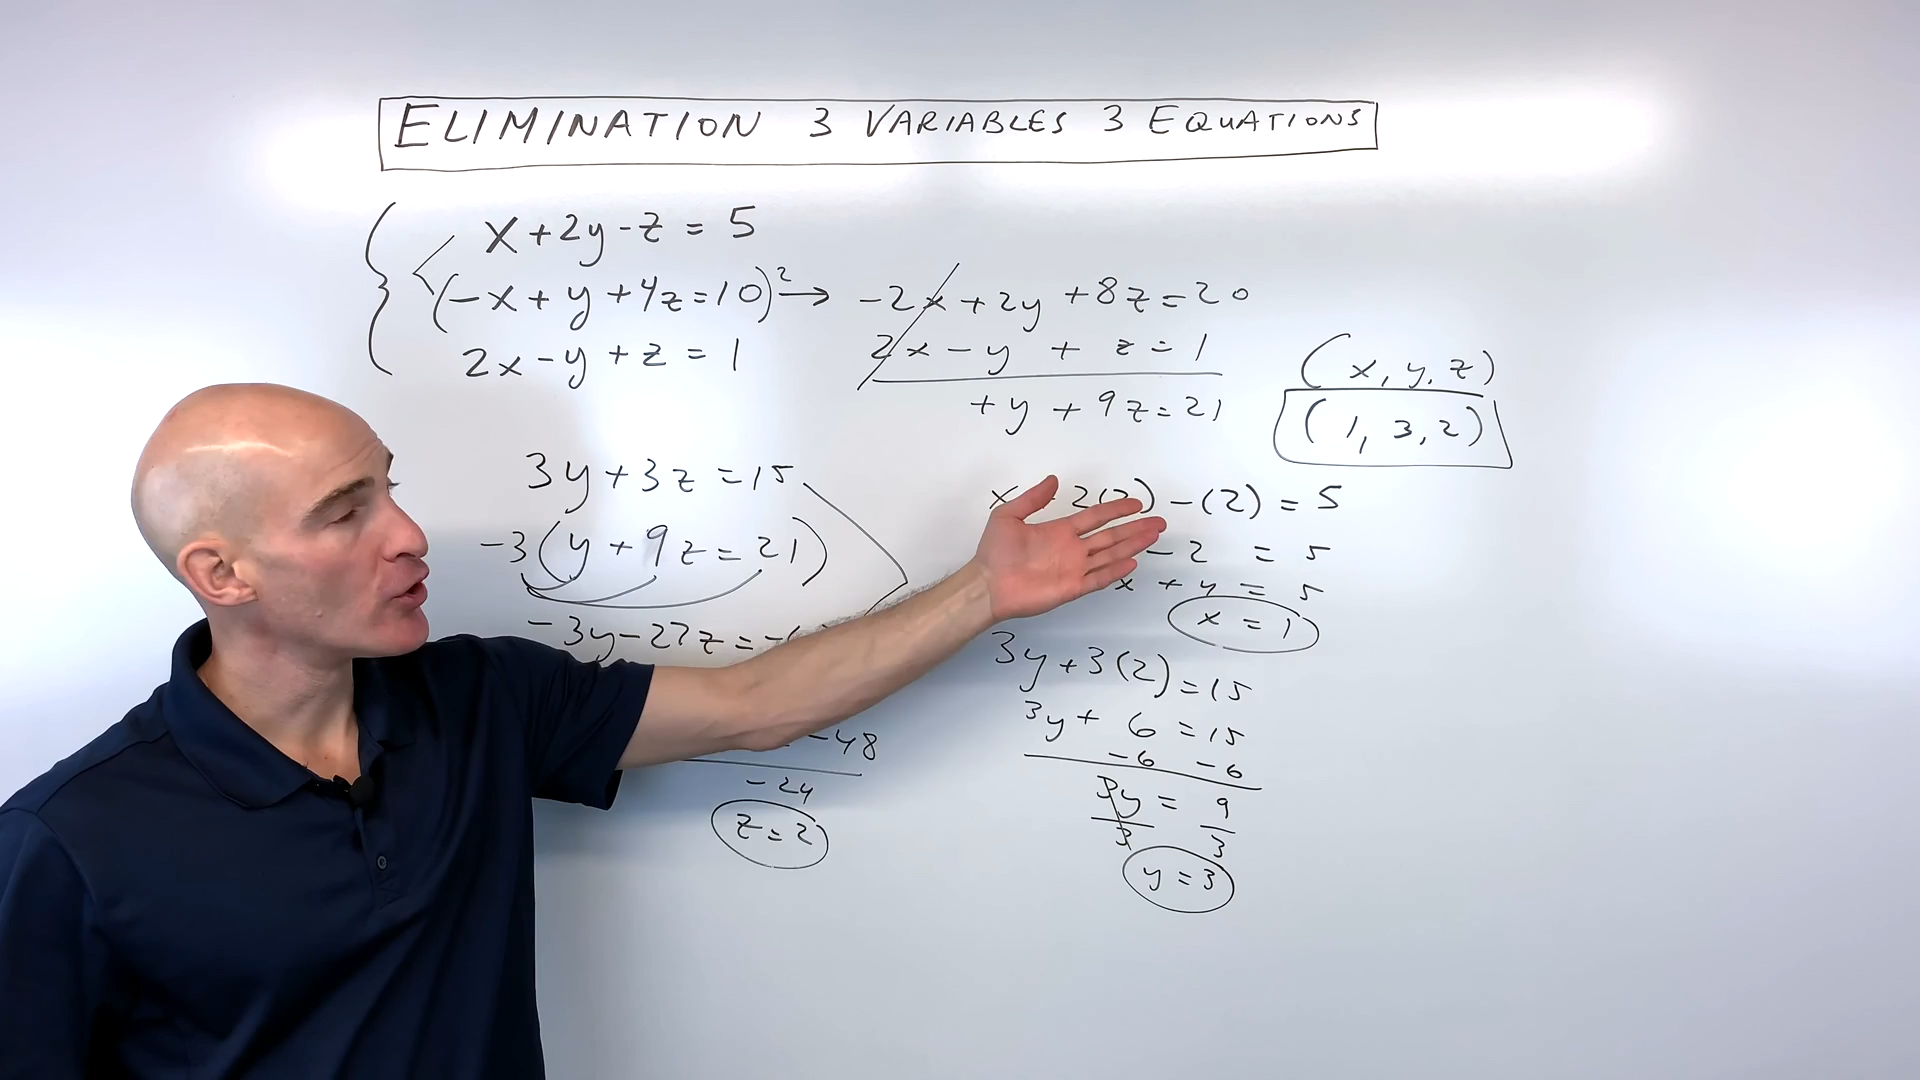 ELIMINATION 3 VARIABLES 3 EQUATIONS
x+2y-z = 5
(-x+y+4z=10)2 → -2x+2y+8z=20
2x-y+z = 1
2x-y+z=1
+y+9z=21
(x, y, z)
(1, 3, 2)
3y+3z=15
-3(y+9z=21)
-3y-27z=-6
-48
-24
z=2
x 2( ) -(2) = 5
-2 = 5
x+4=5
x=1
3y+3(2)=15
3y+6=15
-6 -6
3y = 9
3 3
y=3